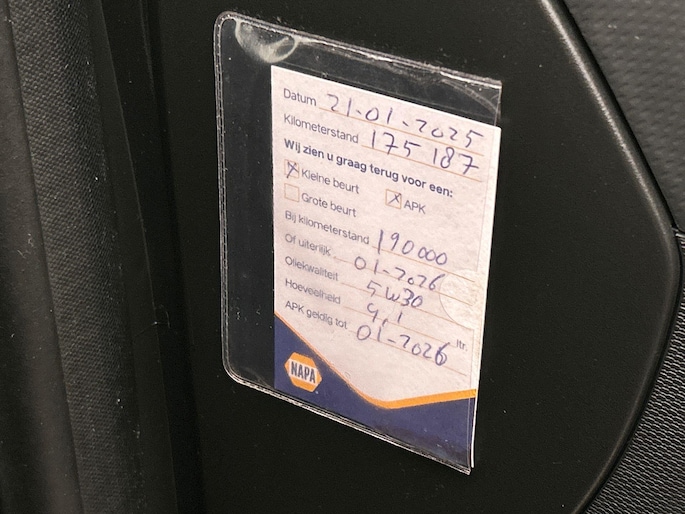 Datum 21-01-2025
Kilometerstand 175 187
Wij zien u graag terug voor een:
X Kleine beurt X APK
Grote beurt
Bij kilometerstand 190000
Of uiterlijk 01-2026
Oliekwaliteit 5W30
Hoeveelheid 4,1 ltr.
APK geldig tot 01-2026
NAPA